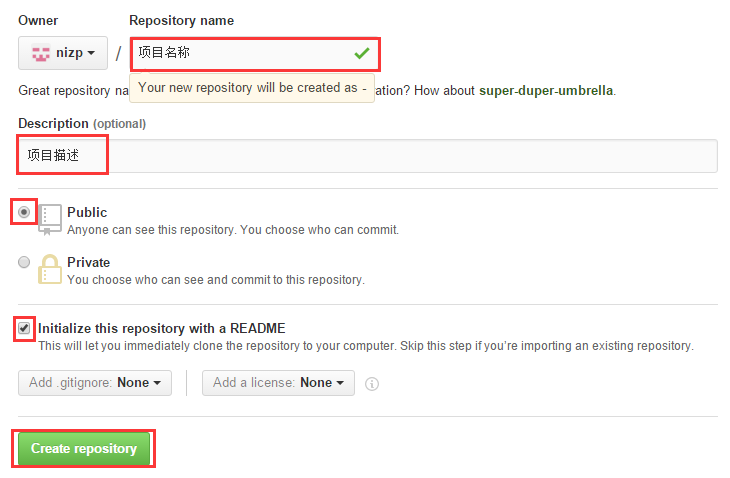 Owner Repository name
nizp / 项目名称
Your new repository will be created as -
Great repository na ation? How about super-duper-umbrella.
Description (optional)
项目描述
Public
Anyone can see this repository. You choose who can commit.
Private
You choose who can see and commit to this repository.
Initialize this repository with a README
This will let you immediately clone the repository to your computer. Skip this step if you're importing an existing repository.
Add .gitignore: None Add a license: None
Create repository